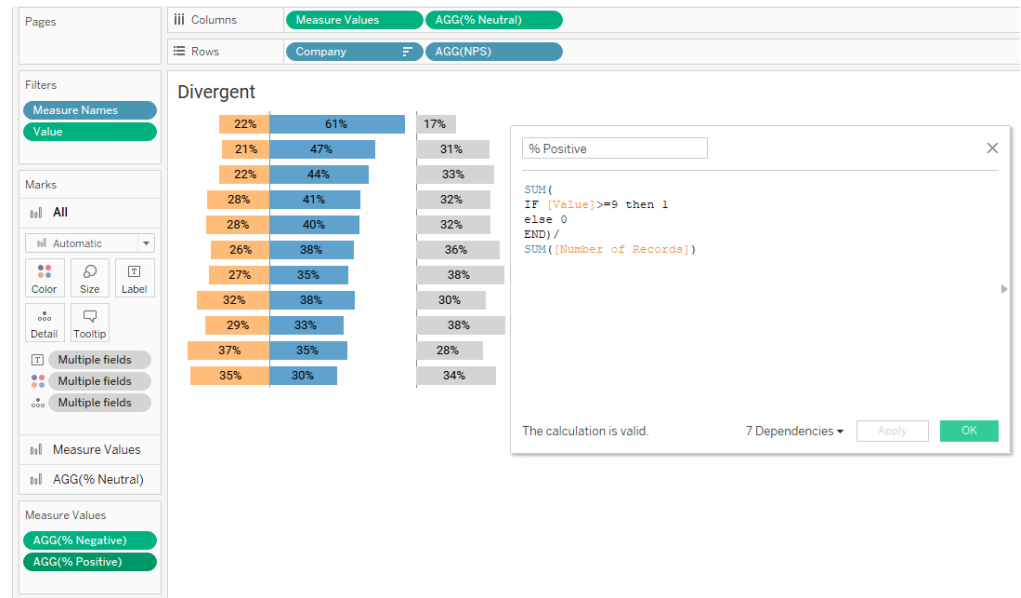 Pages
Columns
Measure Values
AGG(% Neutral)
Rows
Company
AGG(NPS)
Filters
Measure Names
Value
Marks
All
Automatic
Color
Size
Label
Detail
Tooltip
Multiple fields
Multiple fields
Multiple fields
Measure Values
AGG(% Neutral)
Measure Values
AGG(% Negative)
AGG(% Positive)
Divergent
22% 61% 17%
21% 47% 31%
22% 44% 33%
28% 41% 32%
28% 40% 32%
26% 38% 36%
27% 35% 38%
32% 38% 30%
29% 33% 38%
37% 35% 28%
35% 30% 34%
% Positive
SUM(
IF [Value]>=9 then 1
else 0
END)/
SUM([Number of Records])
The calculation is valid.
7 Dependencies
Apply
OK